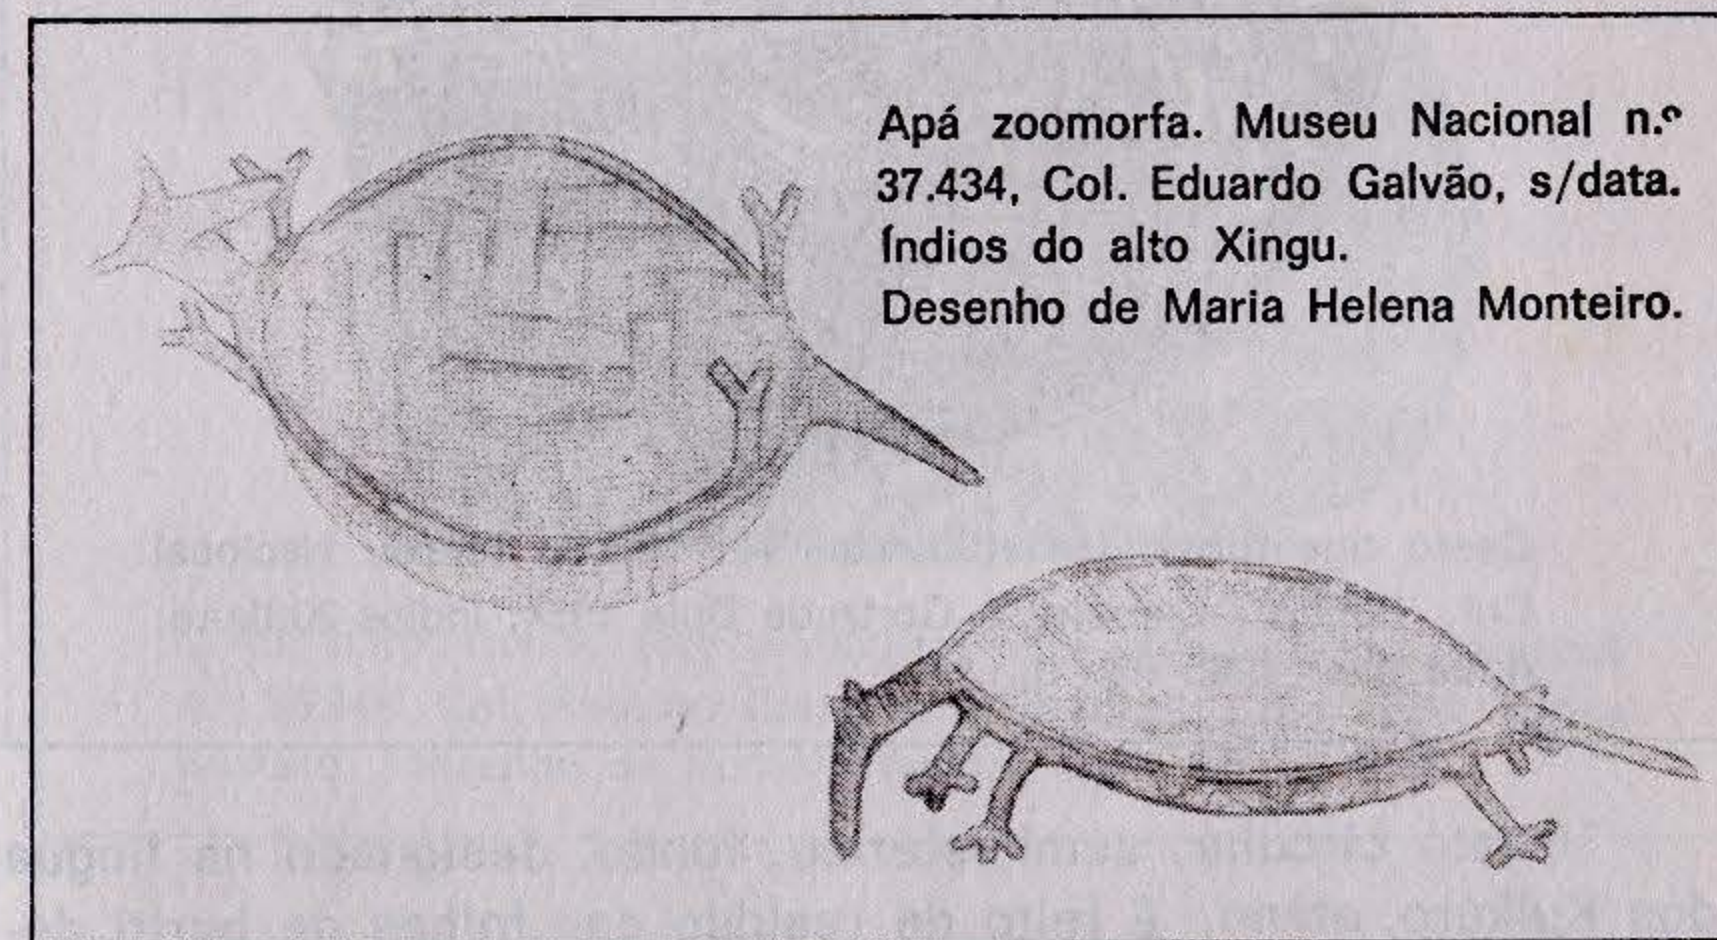 Apá zoomorfa. Museu Nacional n.º
37.434, Col. Eduardo Galvão, s/data.
Índios do alto Xingu.
Desenho de Maria Helena Monteiro.